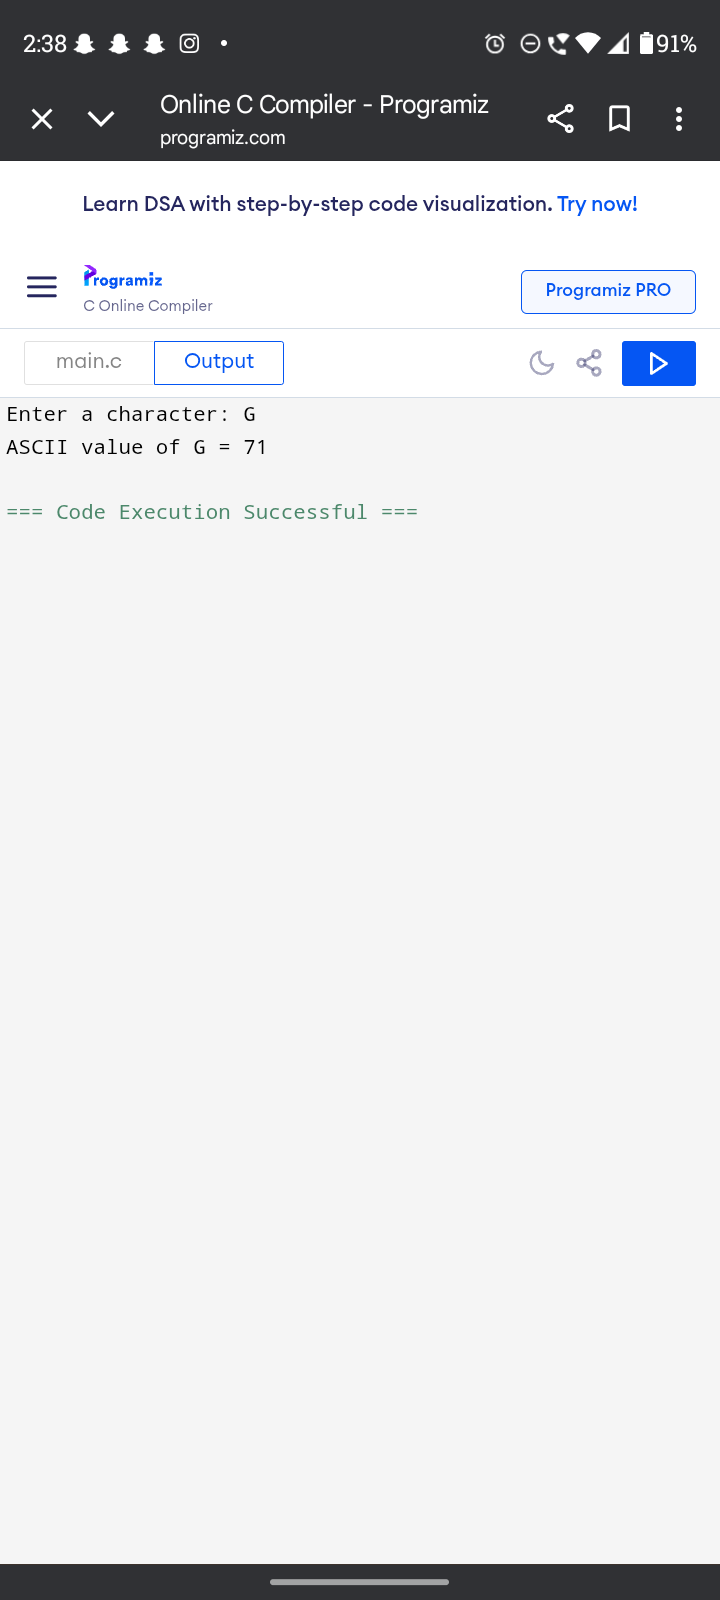 2:38
91%
Online C Compiler - Programiz
programiz.com
Learn DSA with step-by-step code visualization. Try now!
Programiz
C Online Compiler
Programiz PRO
main.c
Output
Enter a character: G
ASCII value of G = 71
=== Code Execution Successful ===